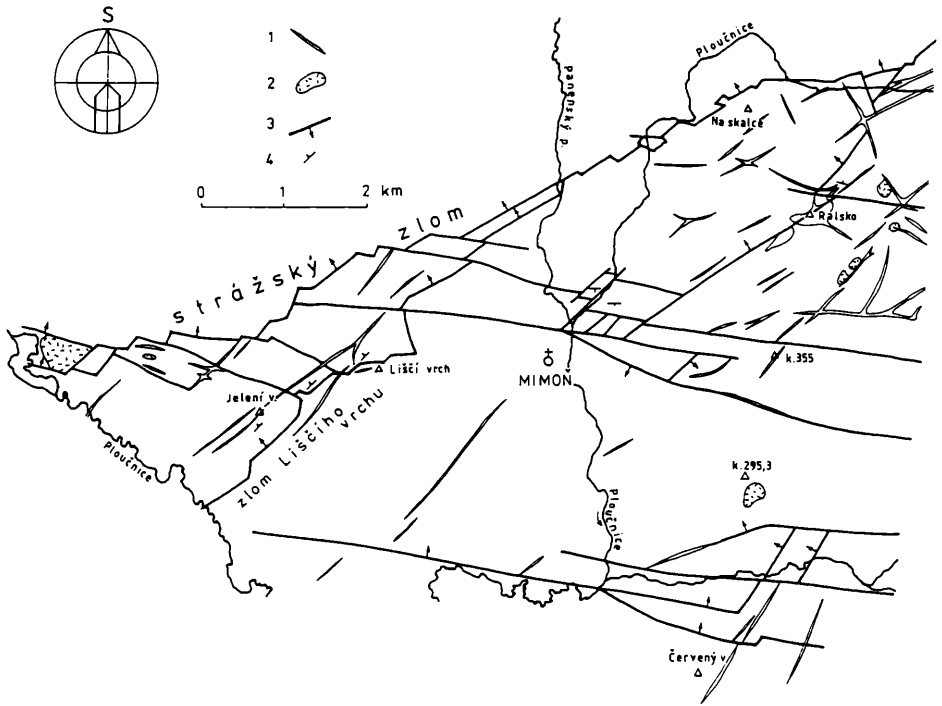 S
1
2
3
4
0 1 2 km
Ploučnice
Panenský p.
Na skalce
Ralsko
strážský zlom
k.355
Liščí vrch
MIMON
Jelení v.
zlom Liščího vrchu
Ploučnice
k.295,3
Ploučnice
Červený v.